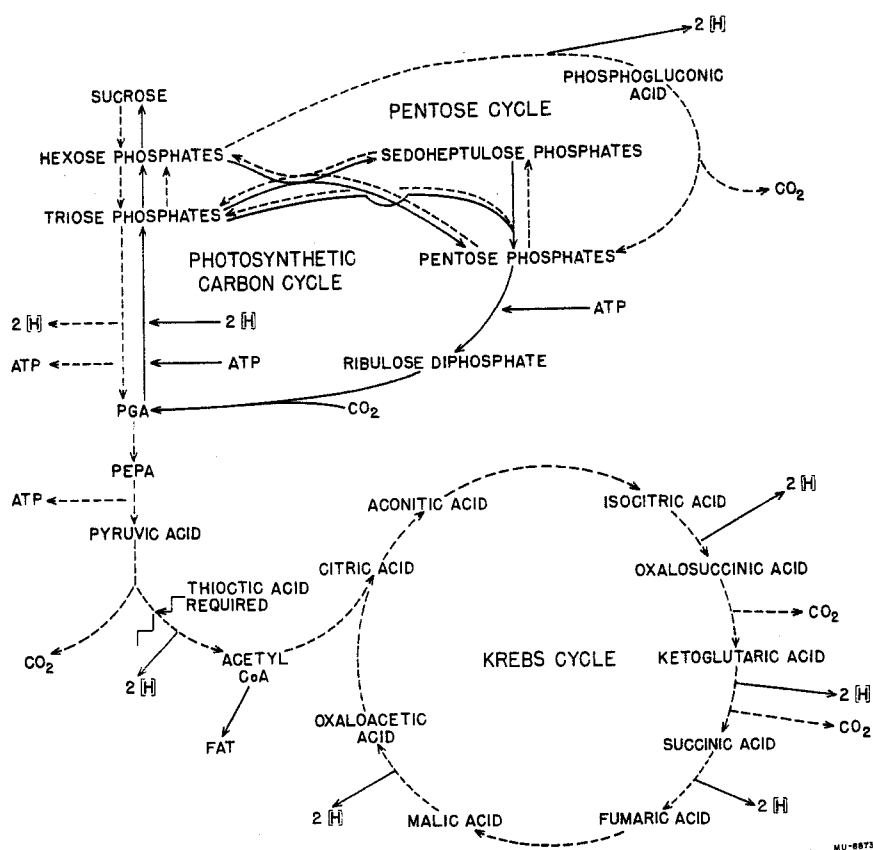 2 [H]
PHOSPHOGLUCONIC
ACID
SUCROSE
PENTOSE CYCLE
HEXOSE PHOSPHATES
SEDOHEPTULOSE PHOSPHATES
CO2
TRIOSE PHOSPHATES
PENTOSE PHOSPHATES
PHOTOSYNTHETIC
CARBON CYCLE
2 [H]
2 [H]
ATP
ATP
ATP
RIBULOSE DIPHOSPHATE
PGA
CO2
PEPA
ATP
PYRUVIC ACID
ACONITIC ACID
ISOCITRIC ACID
2 [H]
CITRIC ACID
OXALOSUCCINIC ACID
THIOCTIC ACID
REQUIRED
CO2
CO2
2 [H]
ACETYL
CoA
KREBS CYCLE
KETOGLUTARIC ACID
2 [H]
CO2
OXALOACETIC
ACID
FAT
SUCCINIC ACID
2 [H]
MALIC ACID
FUMARIC ACID
2 [H]
MU-8873